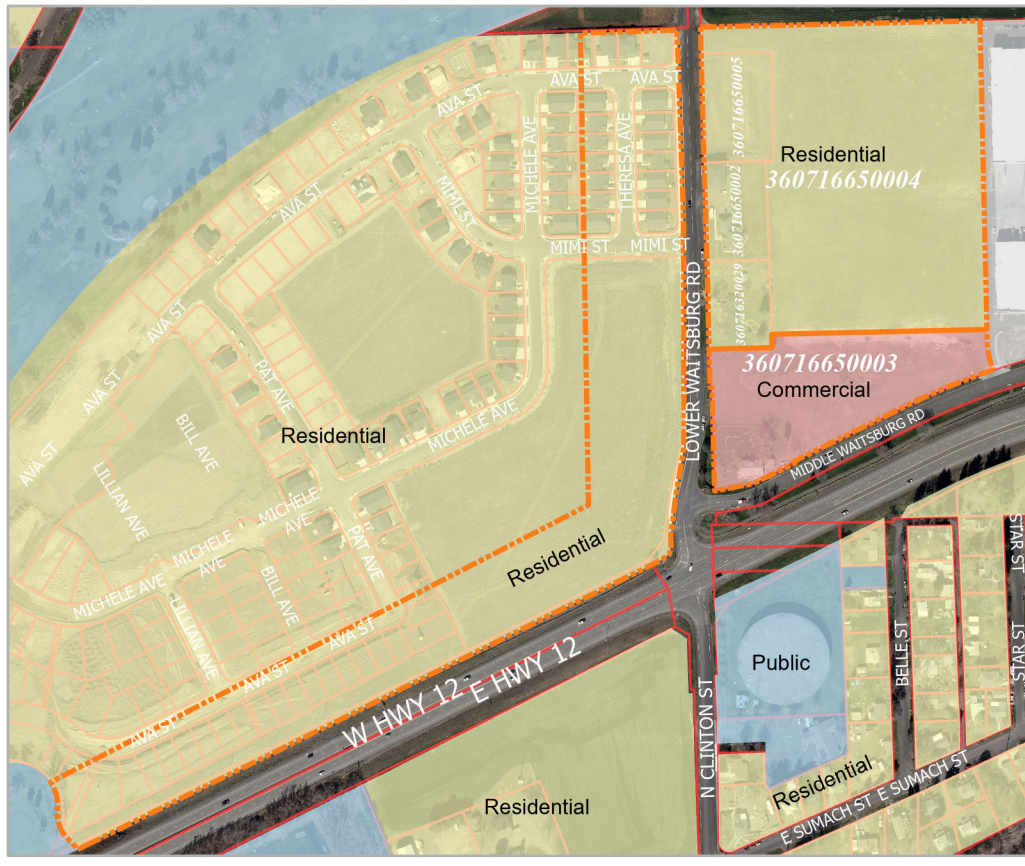 AVA ST
AVA ST
AVA ST
MICHELE AVE
THERESA AVE
360716650005
Residential
360716650004
360716650002
MIMI ST
AVA ST
MIMI ST
MIMI ST
LOWER WAITSBURG RD
360716320029
AVA ST
PAT AVE
360716650003
Commercial
AVA ST
BILL AVE
Residential
MICHELE AVE
MIDDLE WAITSBURG RD
AVA ST
LILLIAN AVE
MICHELE
AVE
MICHELE
AVE
PAT AVE
Residential
STAR ST
MICHELE AVE
BILL AVE
LILLIAN AVE
AVA ST
AVA ST
AVA ST
W HWY 12
E HWY 12
N CLINTON ST
Public
BELLE ST
STAR ST
Residential
Residential
E SUMACH ST
E SUMACH ST